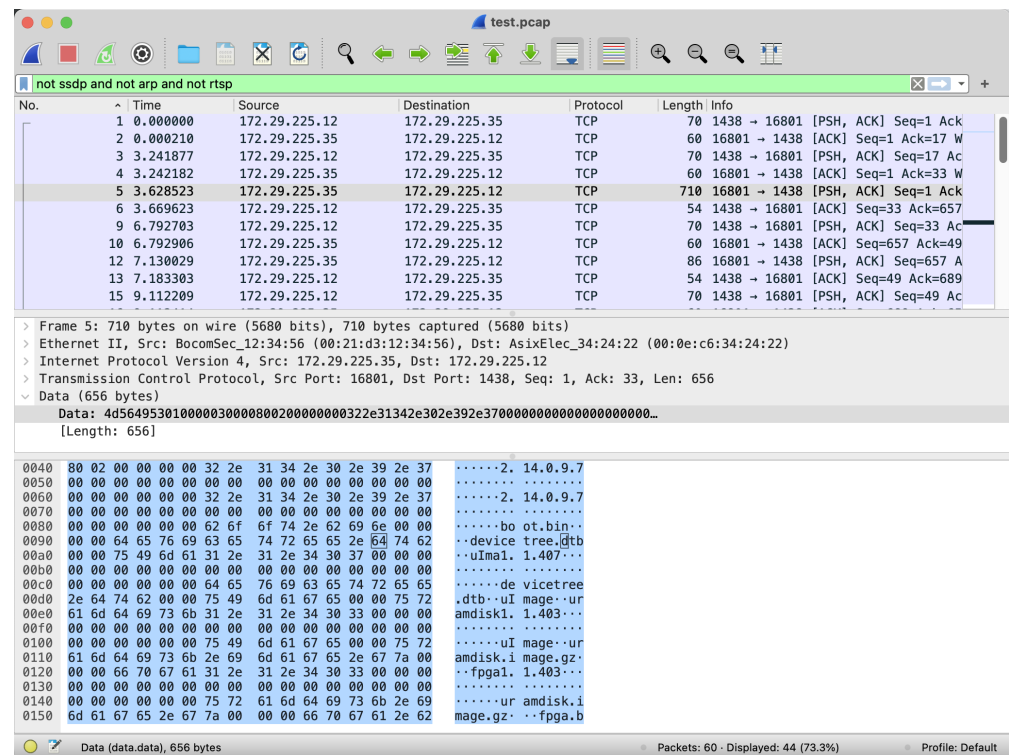 test.pcap
not ssdp and not arp and not rtsp
No. Time Source Destination Protocol Length Info
1 0.000000 172.29.225.12 172.29.225.35 TCP 70 1438 → 16801 [PSH, ACK] Seq=1 Ack
2 0.000210 172.29.225.35 172.29.225.12 TCP 60 16801 → 1438 [ACK] Seq=1 Ack=17 W
3 3.241877 172.29.225.12 172.29.225.35 TCP 70 1438 → 16801 [PSH, ACK] Seq=17 Ac
4 3.242182 172.29.225.35 172.29.225.12 TCP 60 16801 → 1438 [ACK] Seq=1 Ack=33 W
5 3.628523 172.29.225.35 172.29.225.12 TCP 710 16801 → 1438 [PSH, ACK] Seq=1 Ack
6 3.669623 172.29.225.12 172.29.225.35 TCP 54 1438 → 16801 [ACK] Seq=33 Ack=657
9 6.792703 172.29.225.12 172.29.225.35 TCP 70 1438 → 16801 [PSH, ACK] Seq=33 Ac
10 6.792906 172.29.225.35 172.29.225.12 TCP 60 16801 → 1438 [ACK] Seq=657 Ack=49
12 7.130029 172.29.225.35 172.29.225.12 TCP 86 16801 → 1438 [PSH, ACK] Seq=657 A
13 7.183303 172.29.225.12 172.29.225.35 TCP 54 1438 → 16801 [ACK] Seq=49 Ack=689
15 9.112209 172.29.225.12 172.29.225.35 TCP 70 1438 → 16801 [PSH, ACK] Seq=49 Ac
Frame 5: 710 bytes on wire (5680 bits), 710 bytes captured (5680 bits)
Ethernet II, Src: BocomSec_12:34:56 (00:21:d3:12:34:56), Dst: AsixElec_34:24:22 (00:0e:c6:34:24:22)
Internet Protocol Version 4, Src: 172.29.225.35, Dst: 172.29.225.12
Transmission Control Protocol, Src Port: 16801, Dst Port: 1438, Seq: 1, Ack: 33, Len: 656
Data (656 bytes)
Data: 4d5649530100000300008002000000003​22e31342e302e392e3700000000000000000000…
[Length: 656]
0040 80 02 00 00 00 00 32 2e 31 34 2e 30 2e 39 2e 37 ······2. 14.0.9.7
0050 00 00 00 00 00 00 00 00 00 00 00 00 00 00 00 00 ········ ········
0060 00 00 00 00 00 00 32 2e 31 34 2e 30 2e 39 2e 37 ······2. 14.0.9.7
0070 00 00 00 00 00 00 00 00 00 00 00 00 00 00 00 00 ········ ········
0080 00 00 00 00 00 00 62 6f 6f 74 2e 62 69 6e 00 00 ······bo ot.bin··
0090 00 00 64 65 76 69 63 65 74 72 65 65 2e 64 74 62 ··device tree.dtb
00a0 00 00 75 49 6d 61 31 2e 31 2e 34 30 37 00 00 00 ··uIma1. 1.407···
00b0 00 00 00 00 00 00 00 00 00 00 00 00 00 00 00 00 ········ ········
00c0 00 00 00 00 00 00 64 65 76 69 63 65 74 72 65 65 ······de vicetree
00d0 2e 64 74 62 00 00 75 49 6d 61 67 65 00 00 75 72 .dtb··uI mage··ur
00e0 61 6d 64 69 73 6b 31 2e 31 2e 34 30 33 00 00 00 amdisk1. 1.403···
00f0 00 00 00 00 00 00 00 00 00 00 00 00 00 00 00 00 ········ ········
0100 00 00 00 00 00 00 75 49 6d 61 67 65 00 00 75 72 ······uI mage··ur
0110 61 6d 64 69 73 6b 2e 69 6d 61 67 65 2e 67 7a 00 amdisk.i mage.gz·
0120 00 00 66 70 67 61 31 2e 31 2e 34 30 33 00 00 00 ··fpga1. 1.403···
0130 00 00 00 00 00 00 00 00 00 00 00 00 00 00 00 00 ········ ········
0140 00 00 00 00 00 00 75 72 61 6d 64 69 73 6b 2e 69 ······ur amdisk.i
0150 6d 61 67 65 2e 67 7a 00 00 00 66 70 67 61 2e 62 mage.gz· ··fpga.b
Data (data.data), 656 bytes Packets: 60 · Displayed: 44 (73.3%) Profile: Default